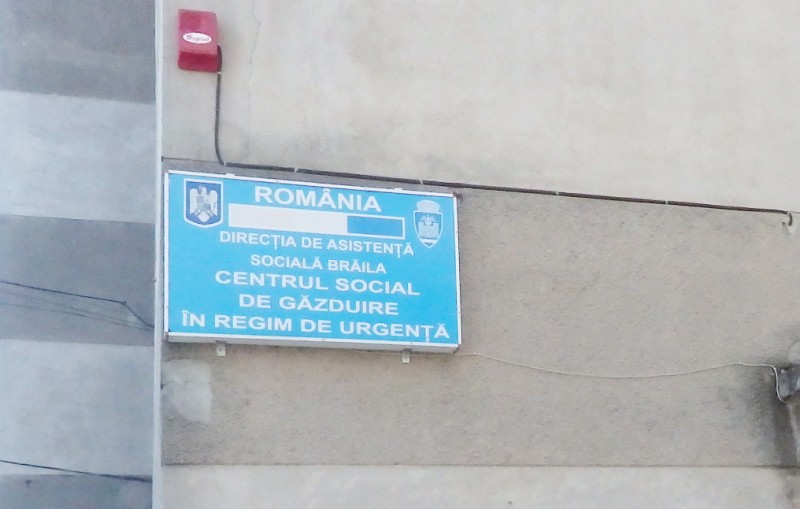 ROMÂNIA
DIRECȚIA DE ASISTENȚĂ
SOCIALĂ BRĂILA
CENTRUL SOCIAL
DE GĂZDUIRE
ÎN REGIM DE URGENȚĂ